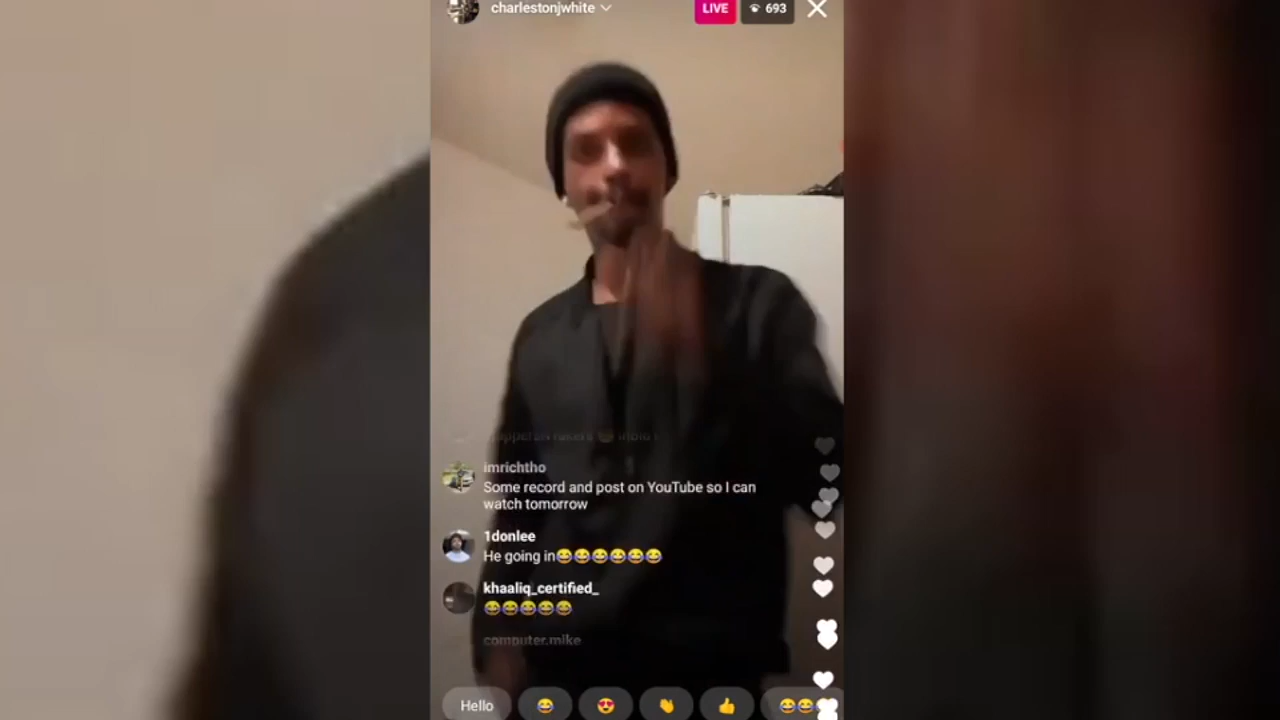 charlestonjwhite
LIVE
693
imrichtho
Some record and post on YouTube so I can
watch tomorrow
1donlee
He going in😂😂😂😂😂😂
khaaliq_certified_
😂😂😂😂😂
computer.mike
Hello